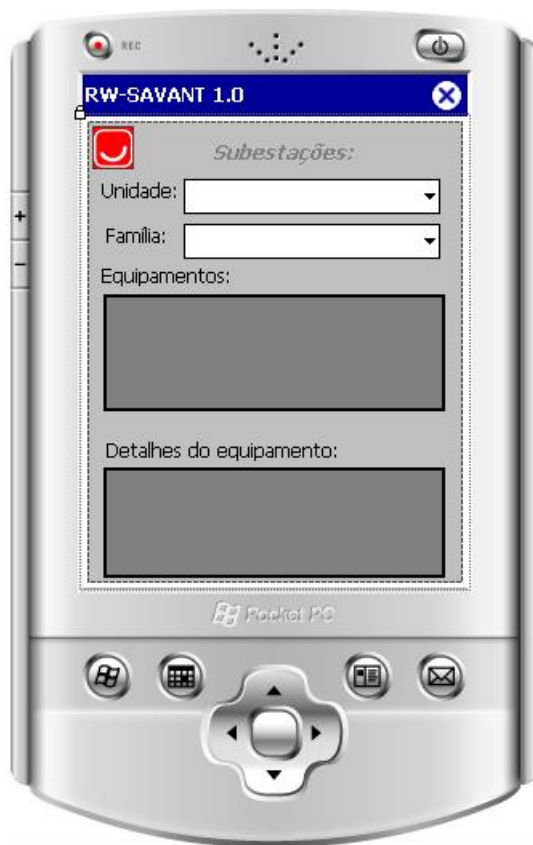 REC
RW-SAVANT 1.0
Subestações:
Unidade:
Família:
Equipamentos:
Detalhes do equipamento:
Pocket PC